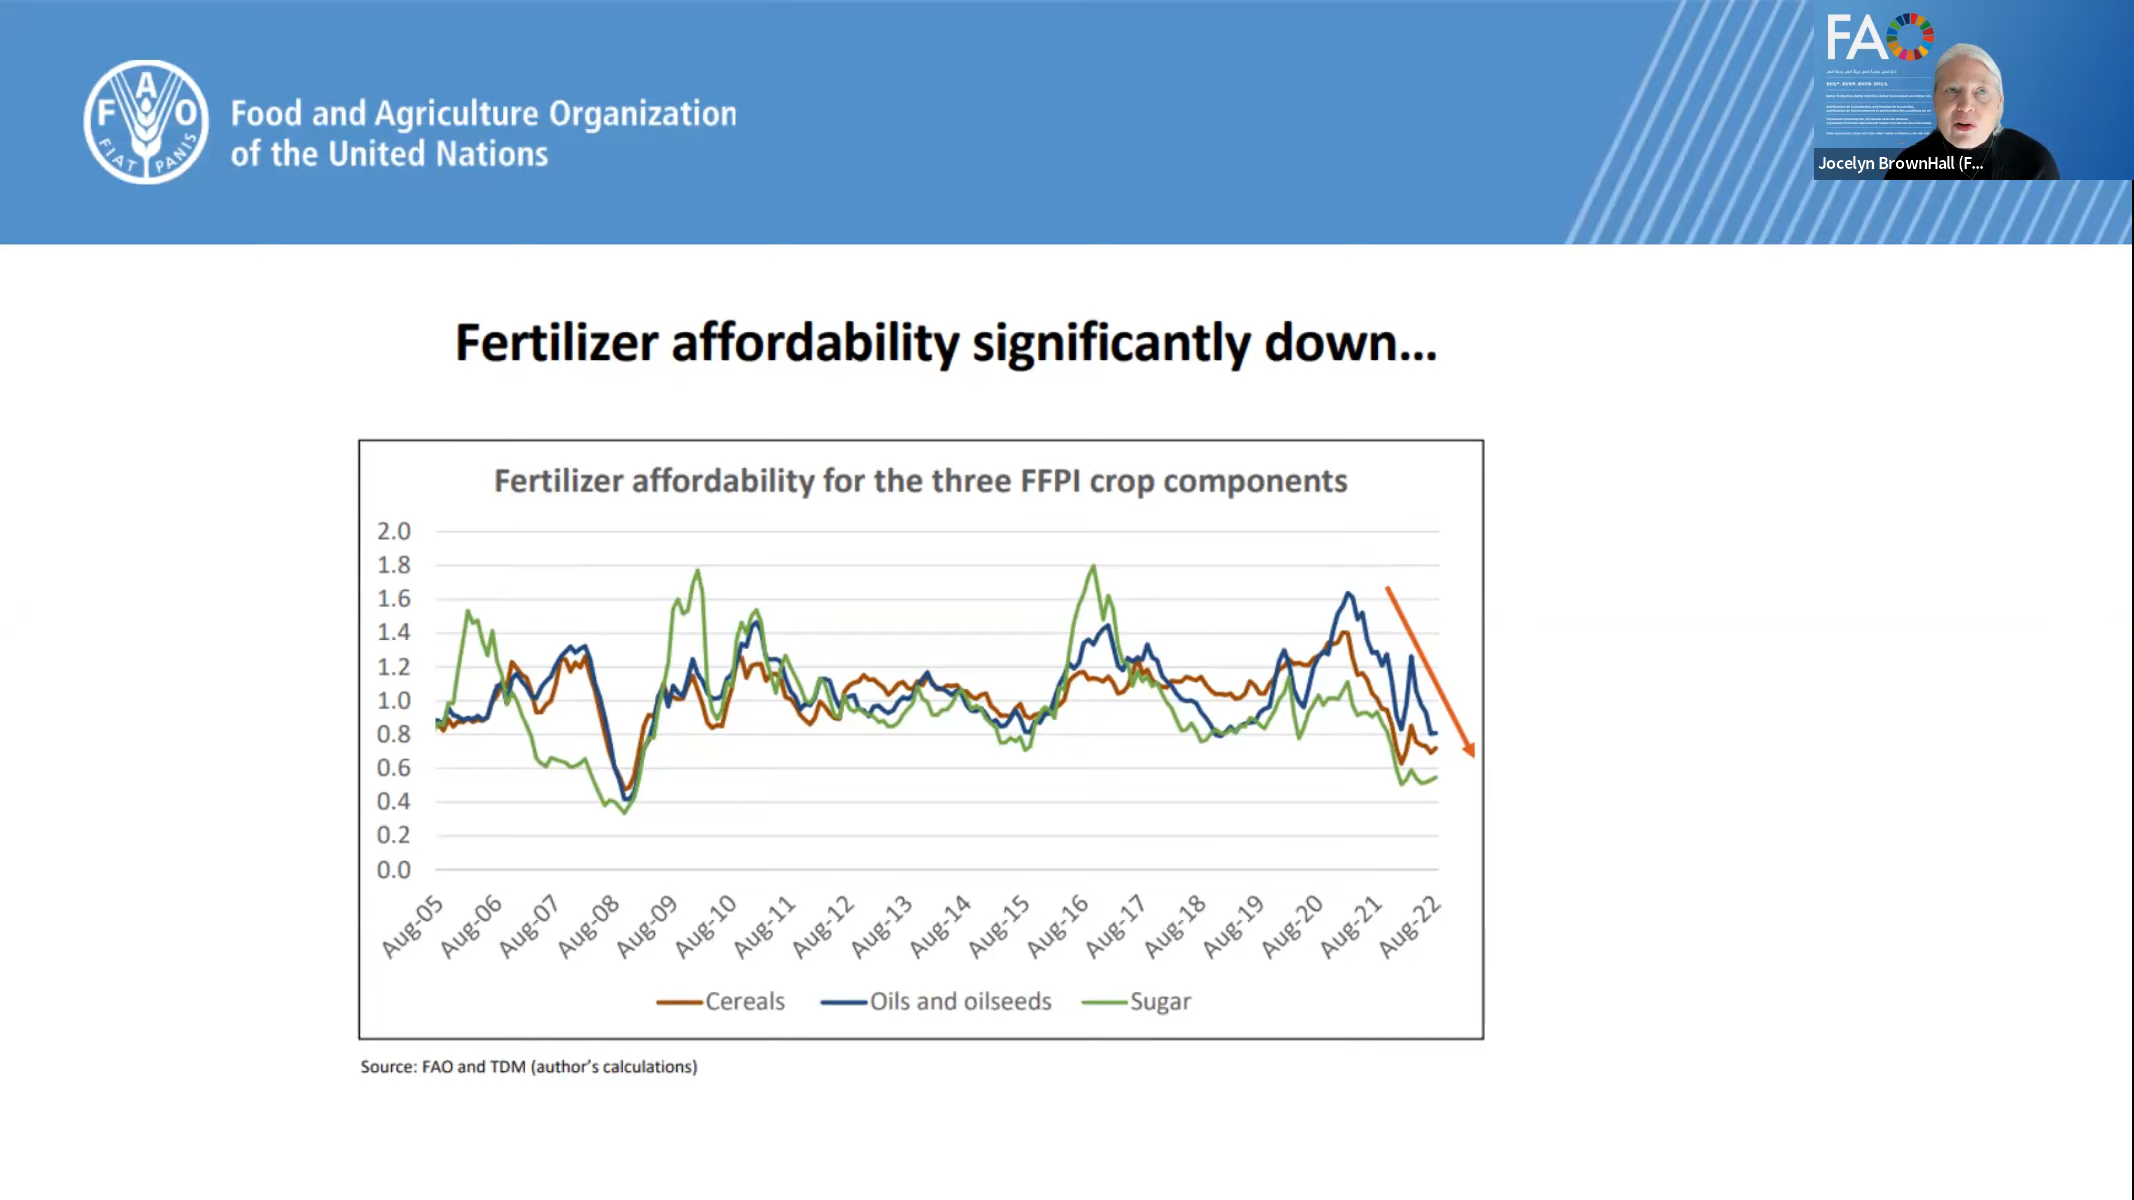 FAO
FIAT PANIS
Food and Agriculture Organization
of the United Nations
FAO
Jocelyn BrownHall (F...
Fertilizer affordability significantly down...
Fertilizer affordability for the three FFPI crop components
2.0
1.8
1.6
1.4
1.2
1.0
0.8
0.6
0.4
0.2
0.0
Aug-05 Aug-06 Aug-07 Aug-08 Aug-09 Aug-10 Aug-11 Aug-12 Aug-13 Aug-14 Aug-15 Aug-16 Aug-17 Aug-18 Aug-19 Aug-20 Aug-21 Aug-22
Cereals Oils and oilseeds Sugar
Source: FAO and TDM (author's calculations)